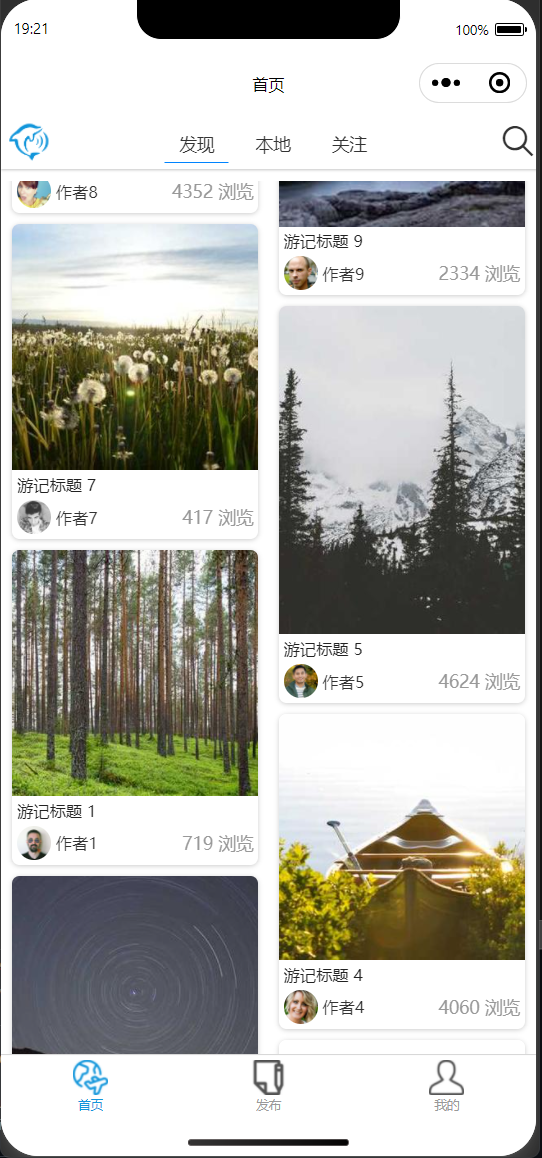 19:21
100%
首页
发现 本地 关注
作者8 4352 浏览
游记标题 9
作者9 2334 浏览
游记标题 7
作者7 417 浏览
游记标题 5
作者5 4624 浏览
游记标题 1
作者1 719 浏览
游记标题 4
作者4 4060 浏览
首页 发布 我的